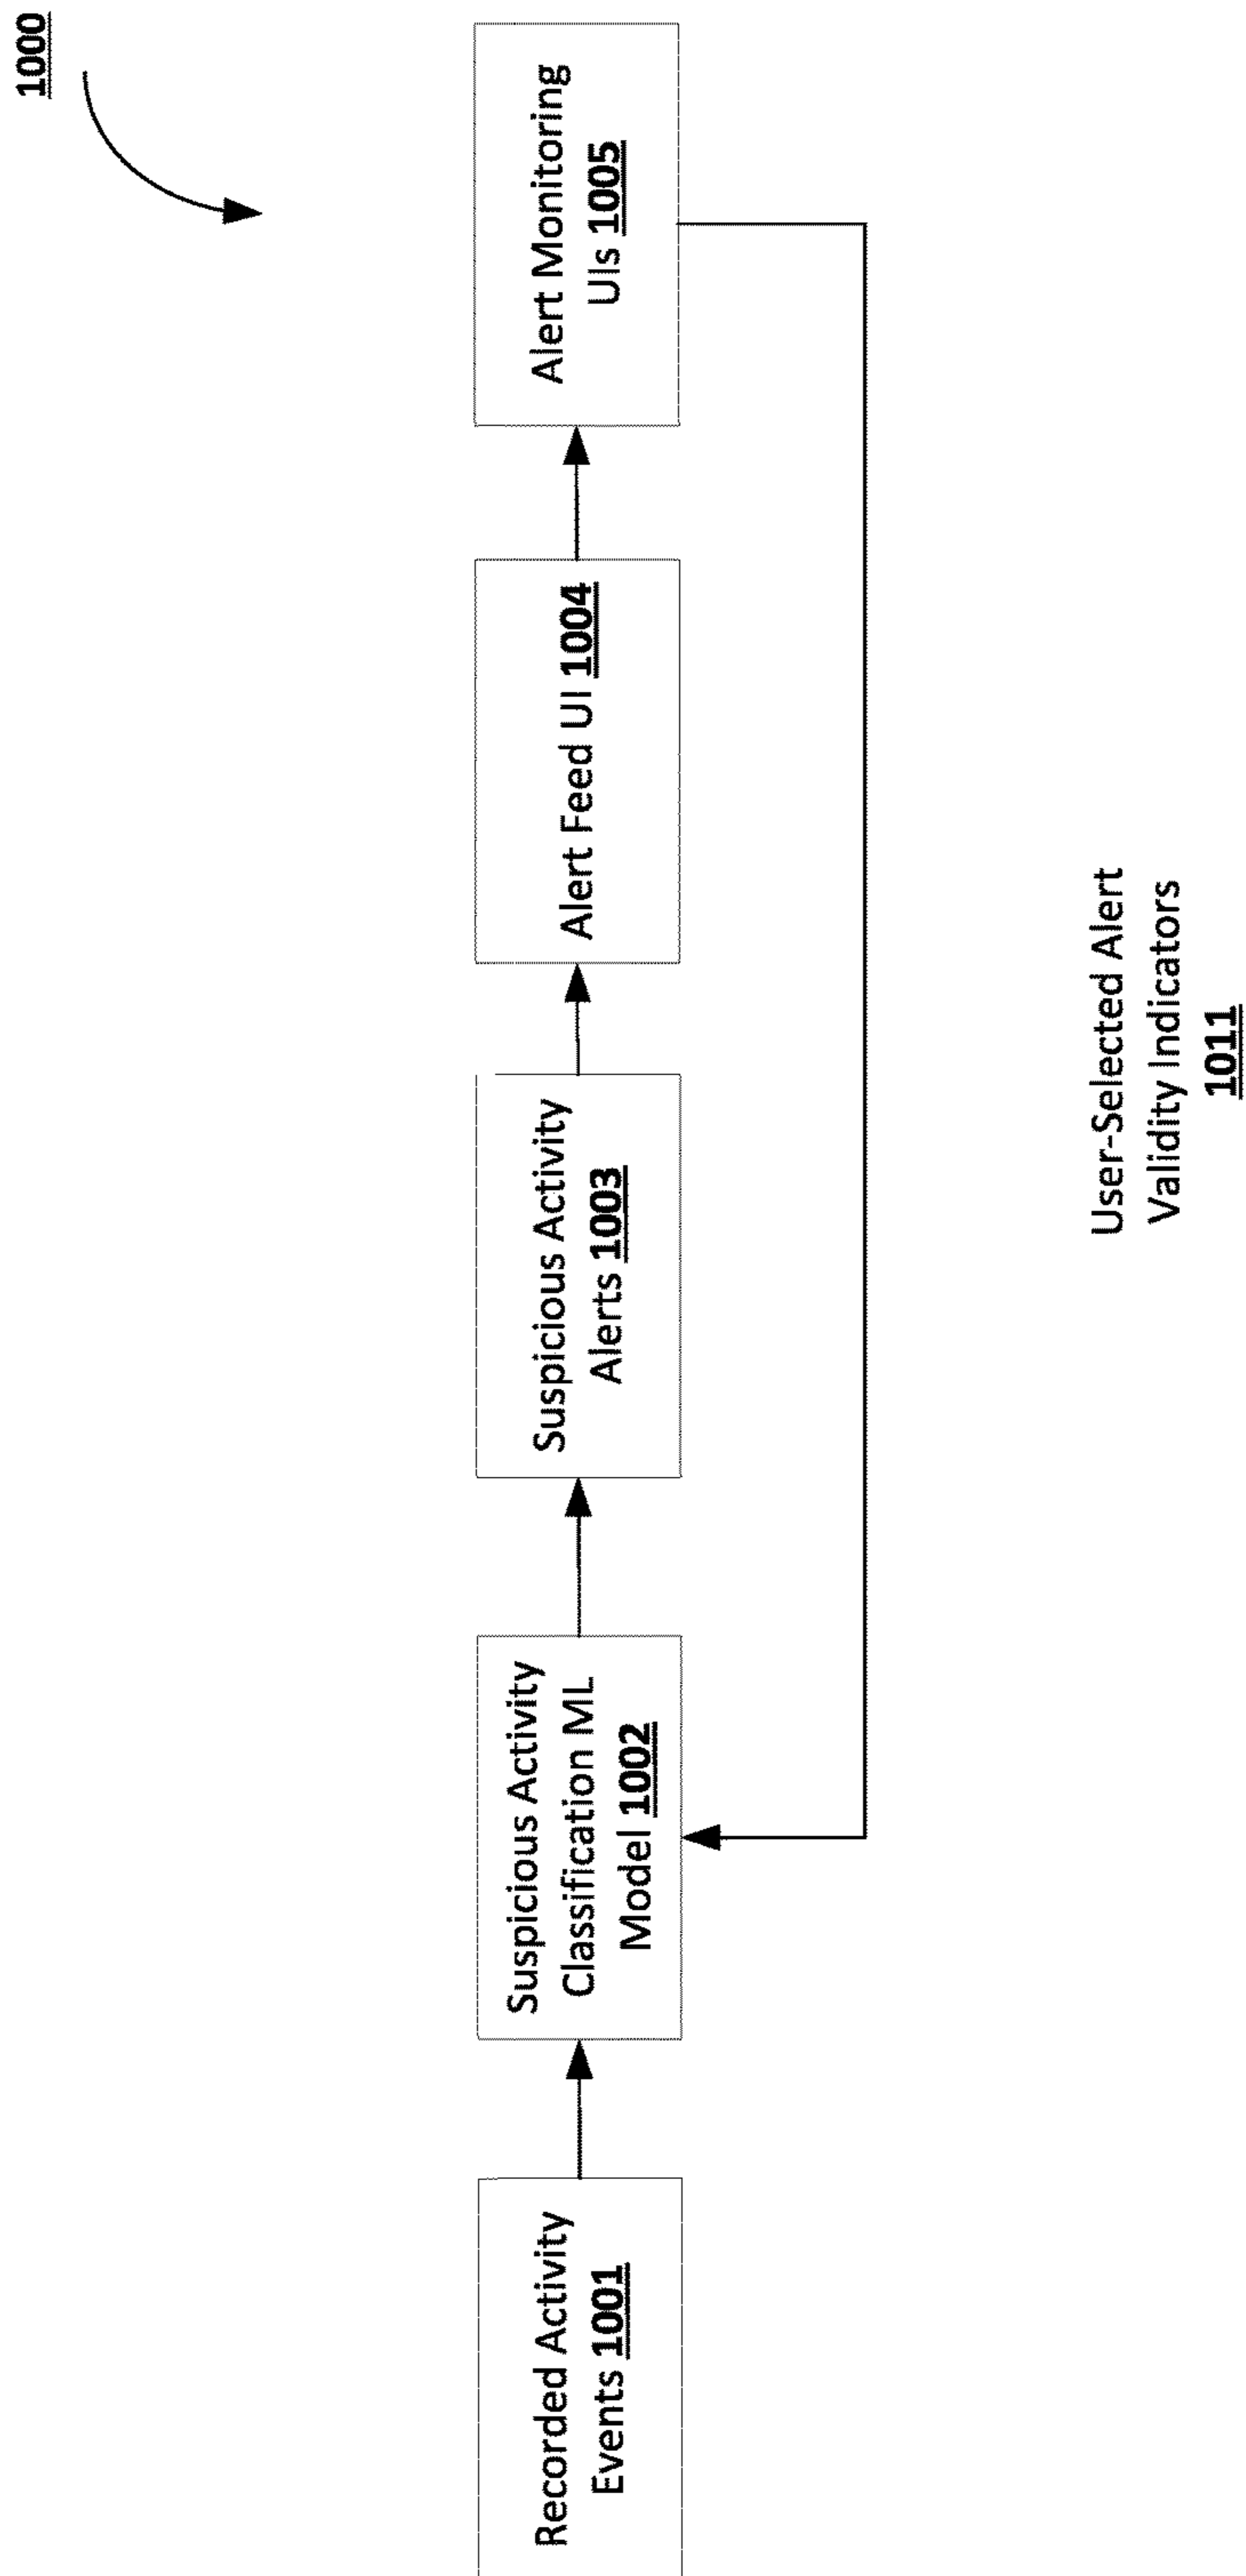 1000
Recorded Activity
Events 1001
Suspicious Activity
Classification ML
Model 1002
Suspicious Activity
Alerts 1003
Alert Feed UI 1004
Alert Monitoring
UIs 1005
User-Selected Alert
Validity Indicators
1011